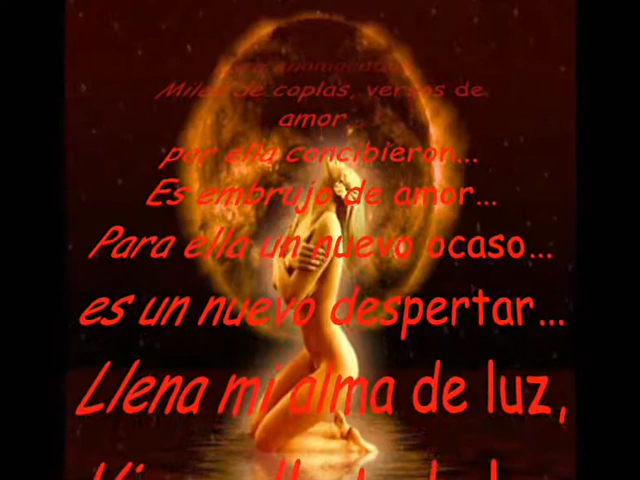 Miles de coplas, versos de
amor...
por ella concibieron...
Es embrujo de amor...
Para ella un nuevo ocaso...
es un nuevo despertar...
Llena mi alma de luz,